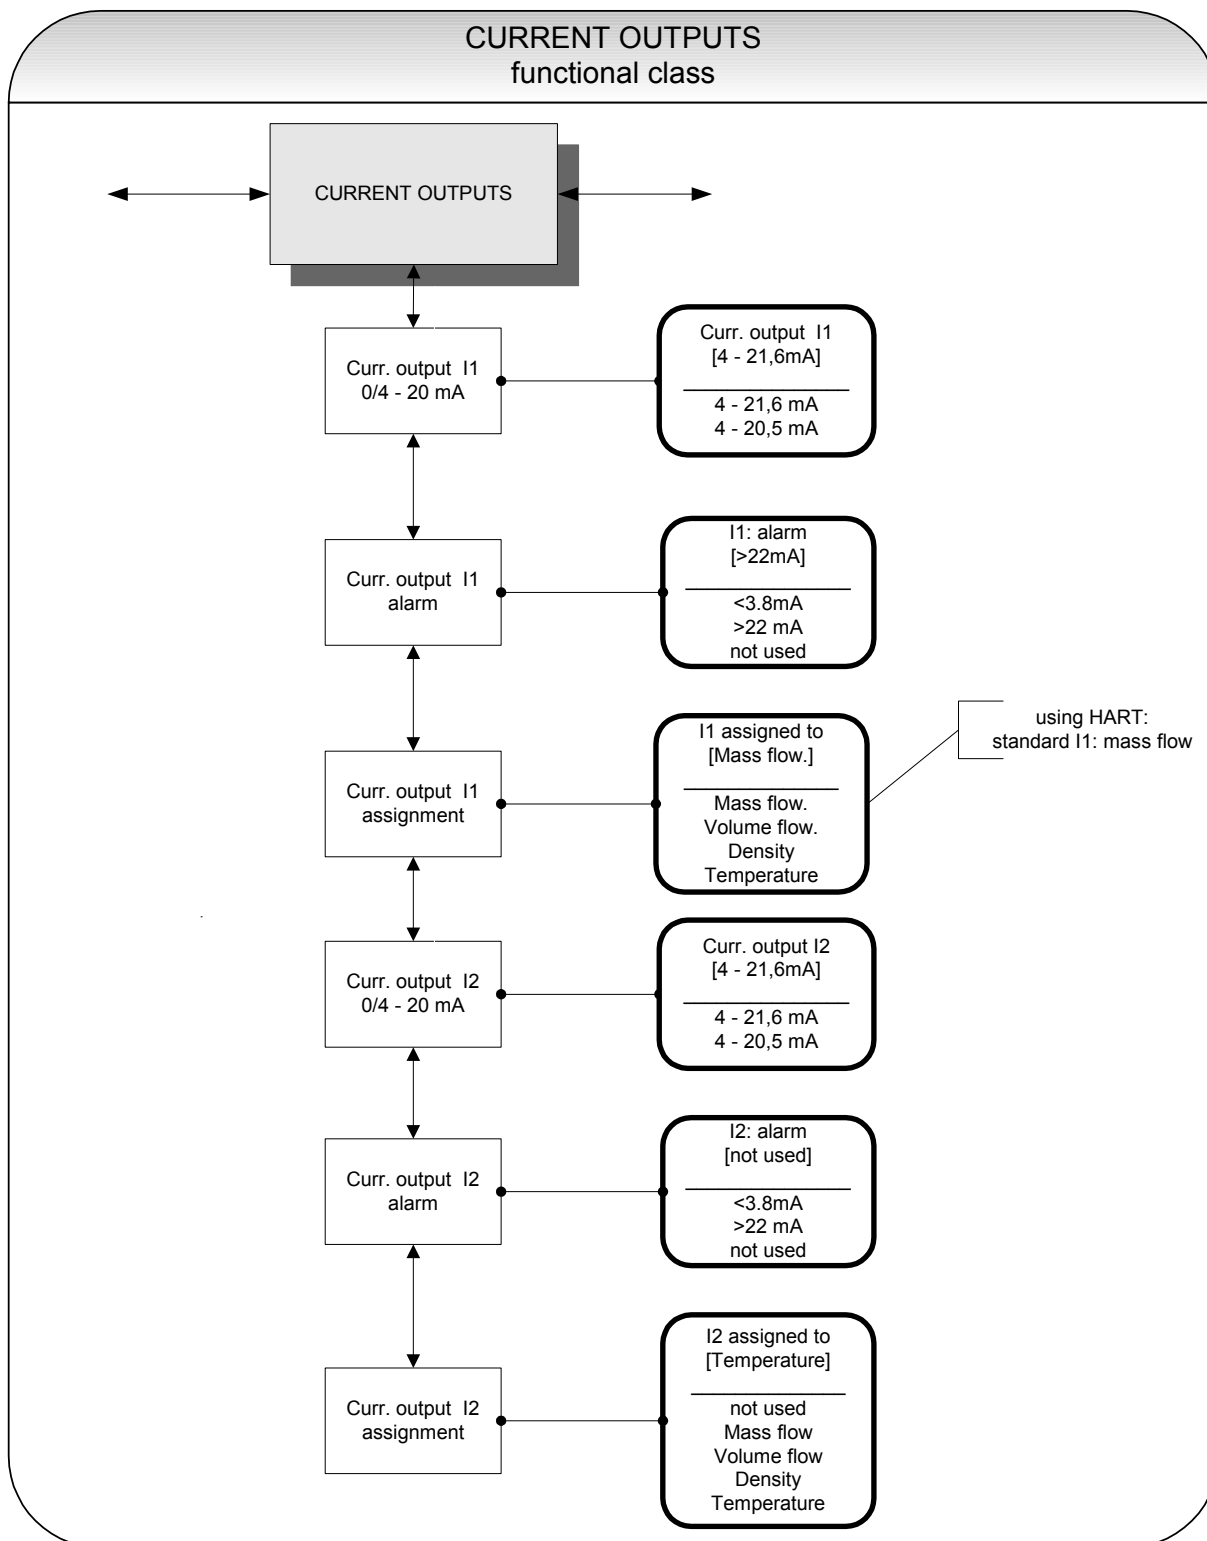 CURRENT OUTPUTS
functional class
CURRENT OUTPUTS
Curr. output I1
0/4 - 20 mA
Curr. output I1
[4 - 21,6mA]
4 - 21,6 mA
4 - 20,5 mA
Curr. output I1
alarm
I1: alarm
[>22mA]
<3.8mA
>22 mA
not used
Curr. output I1
assignment
I1 assigned to
[Mass flow.]
Mass flow.
Volume flow.
Density
Temperature
using HART:
standard I1: mass flow
Curr. output I2
0/4 - 20 mA
Curr. output I2
[4 - 21,6mA]
4 - 21,6 mA
4 - 20,5 mA
Curr. output I2
alarm
I2: alarm
[not used]
<3.8mA
>22 mA
not used
Curr. output I2
assignment
I2 assigned to
[Temperature]
not used
Mass flow
Volume flow
Density
Temperature